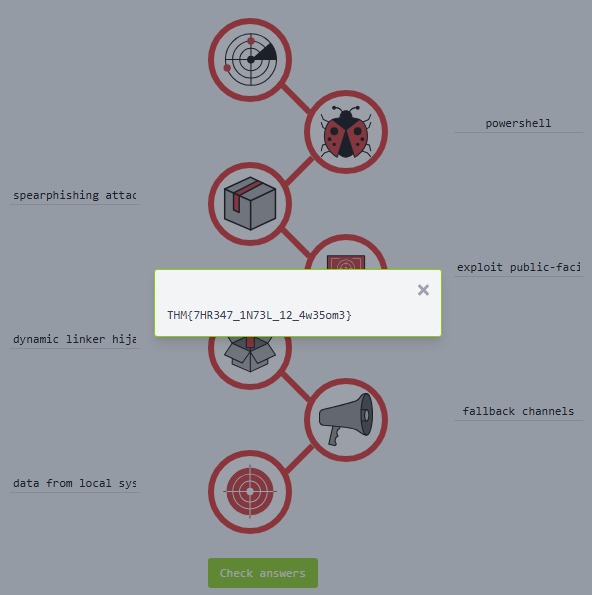 powershell
spearphishing attac
exploit public-faci
THM{7HR347_1N73L_12_4w35om3}
dynamic linker hija
fallback channels
data from local sys
Check answers